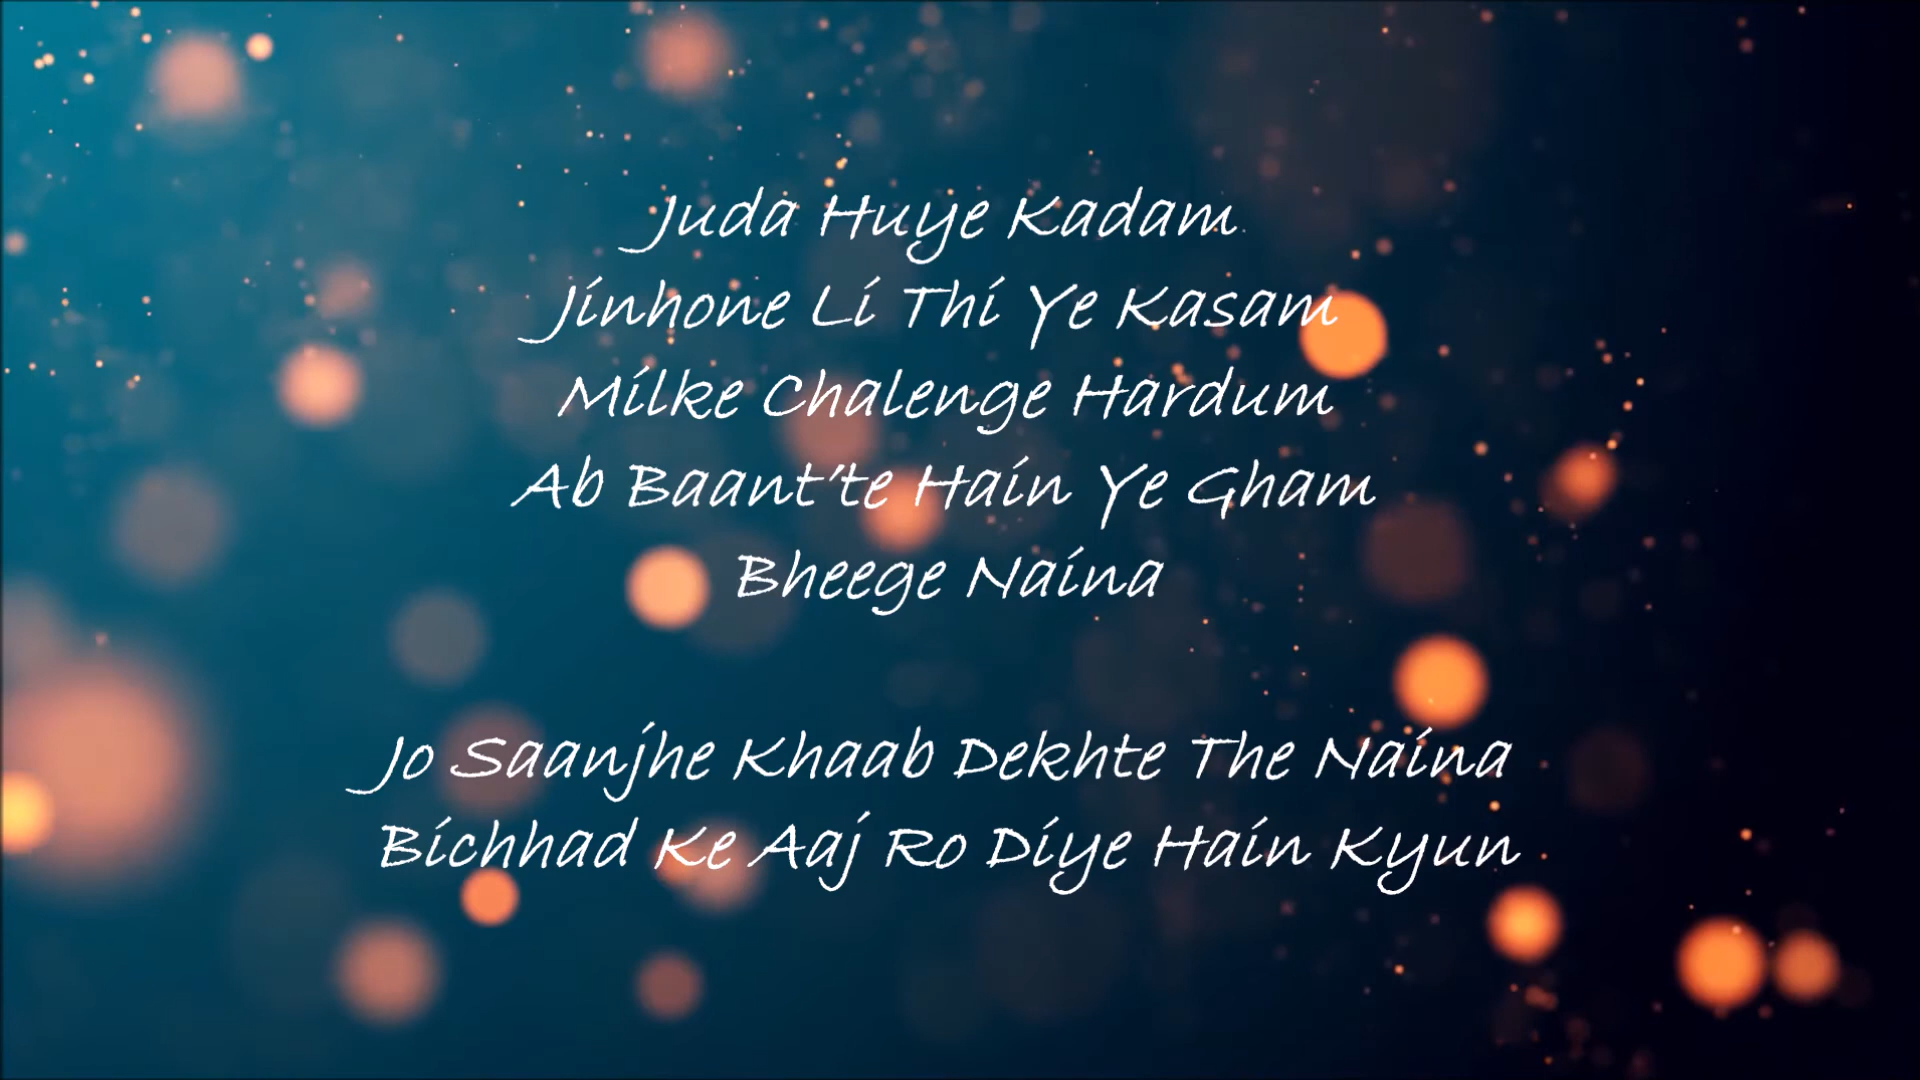 Juda Huye Kadam
Jinhone Li Thi Ye Kasam
Milke Chalenge Hardum
Ab Baant'te Hain Ye Gham
Bheege Naina
Jo Saanjhe Khaab Dekhte The Naina
Bichhad Ke Aaj Ro Diye Hain Kyun